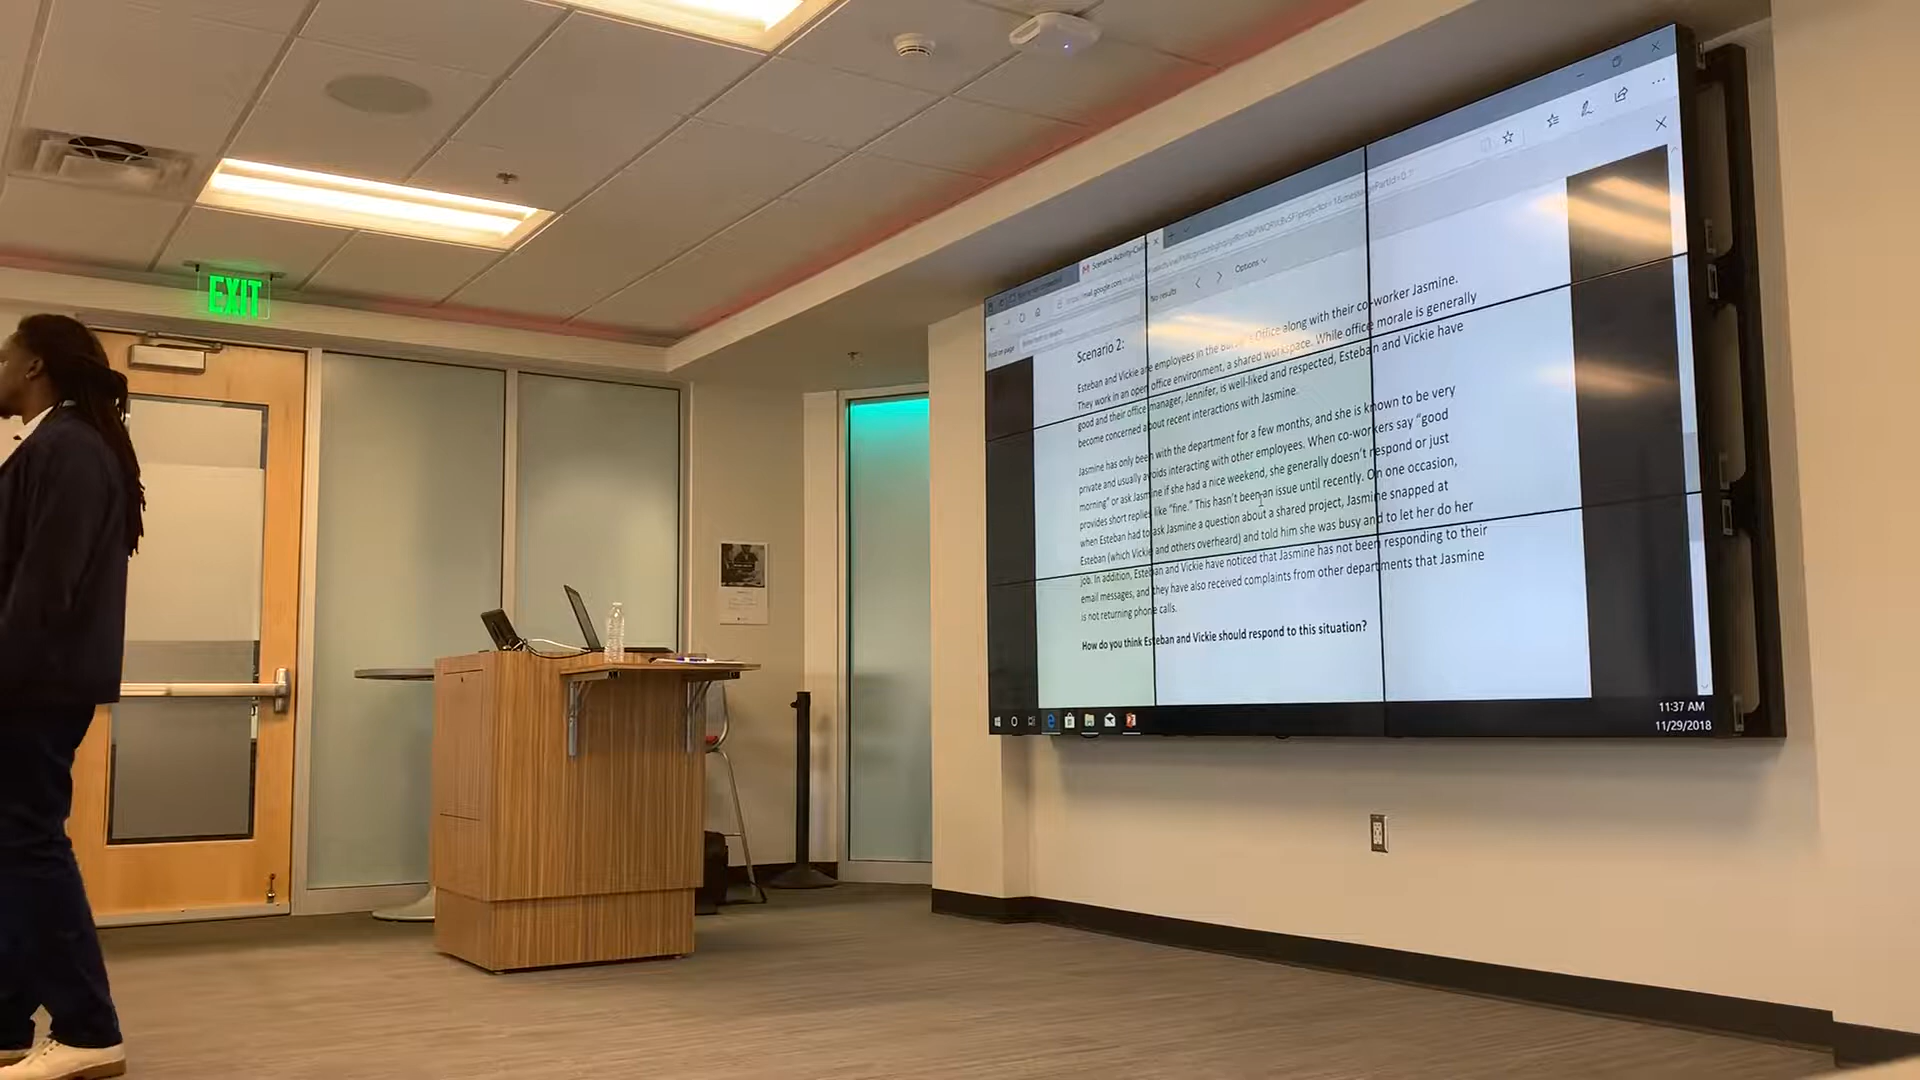 EXIT
Scenario Activity-Civil
No results
Options
Find on page
Scenario 2:
Esteban and Vickie are employees in the Office along with their co-worker Jasmine.
They work in an open office environment, a shared workspace. While office morale is generally
good and their office manager, Jennifer, is well-liked and respected, Esteban and Vickie have
become concerned about recent interactions with Jasmine.
Jasmine has only been with the department for a few months, and she is known to be very
private and usually avoids interacting with other employees. When co-workers say “good
morning” or ask Jasmine if she had a nice weekend, she generally doesn’t respond or just
provides short replies like “fine.” This hasn’t been an issue until recently. On one occasion,
when Esteban had to ask Jasmine a question about a shared project, Jasmine snapped at
Esteban (which Vickie and others overheard) and told him she was busy and to let her do her
job. In addition, Esteban and Vickie have noticed that Jasmine has not been responding to their
email messages, and they have also received complaints from other departments that Jasmine
is not returning phone calls.
How do you think Esteban and Vickie should respond to this situation?
11:37 AM
11/29/2018